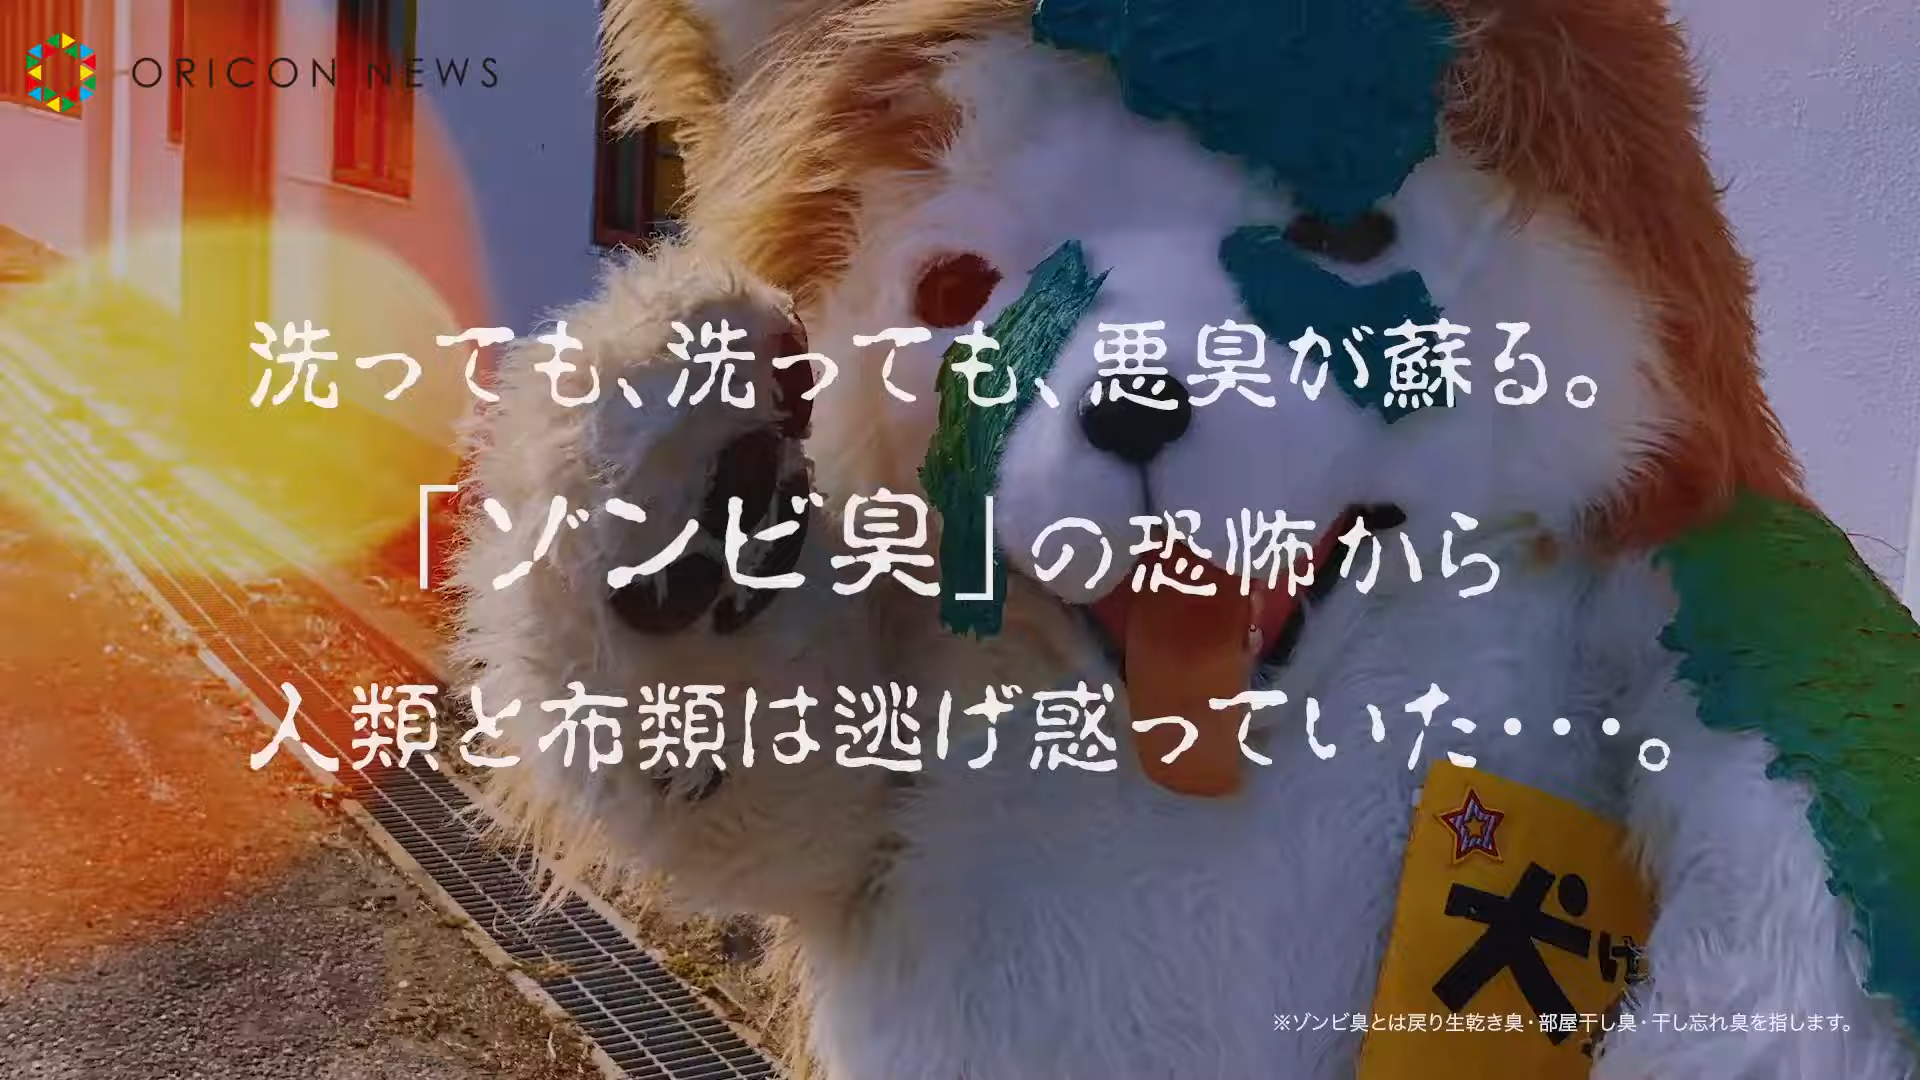 ORICON NEWS
洗っても、洗っても、悪臭が蘇る。
「ゾンビ臭」の恐怖から
人類と布類は逃げ惑っていた・・・。
犬け
※ゾンビ臭とは戻り生乾き臭・部屋干し臭・干し忘れ臭を指します。